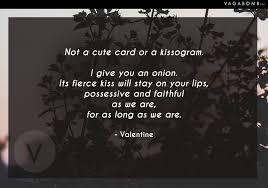 VAGABOMB
Not a cute card or a kissogram.
I give you an onion.
Its fierce kiss will stay on your lips,
possessive and faithful
as we are,
for as long as we are.
- Valentine
V